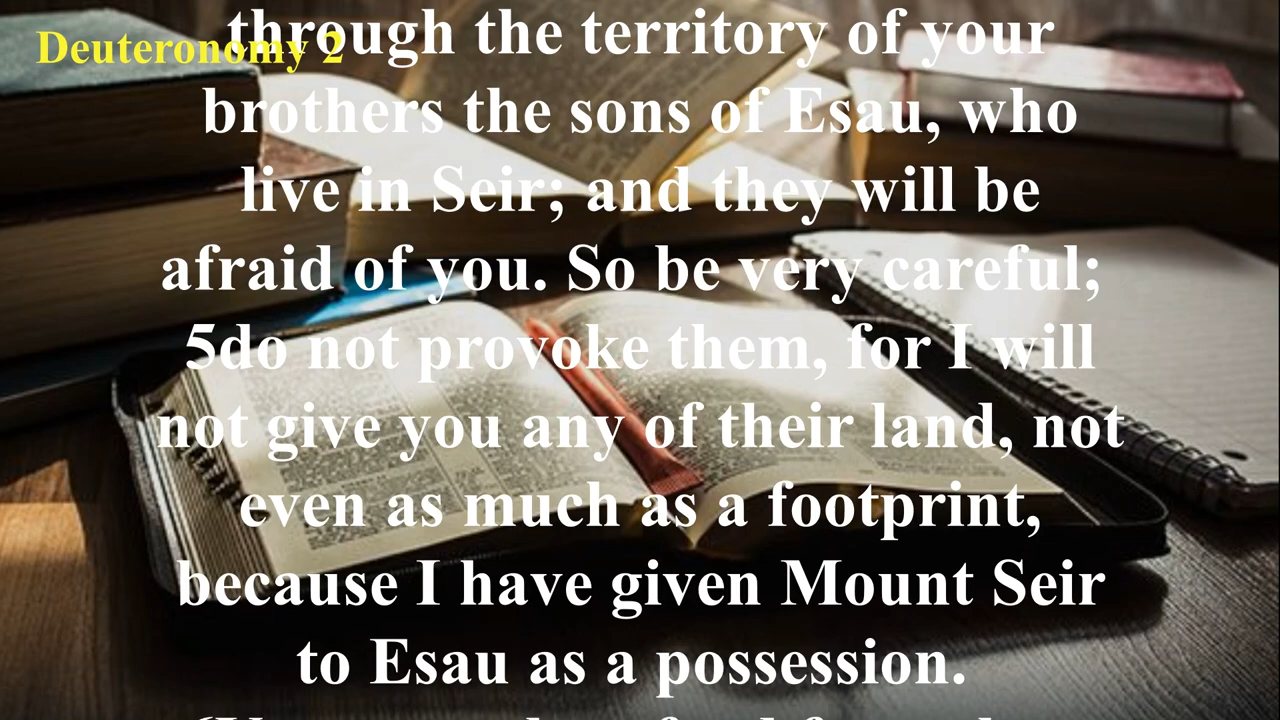 Deuteronomy 2
through the territory of your
brothers the sons of Esau, who
live in Seir; and they will be
afraid of you. So be very careful;
5do not provoke them, for I will
not give you any of their land, not
even as much as a footprint,
because I have given Mount Seir
to Esau as a possession.